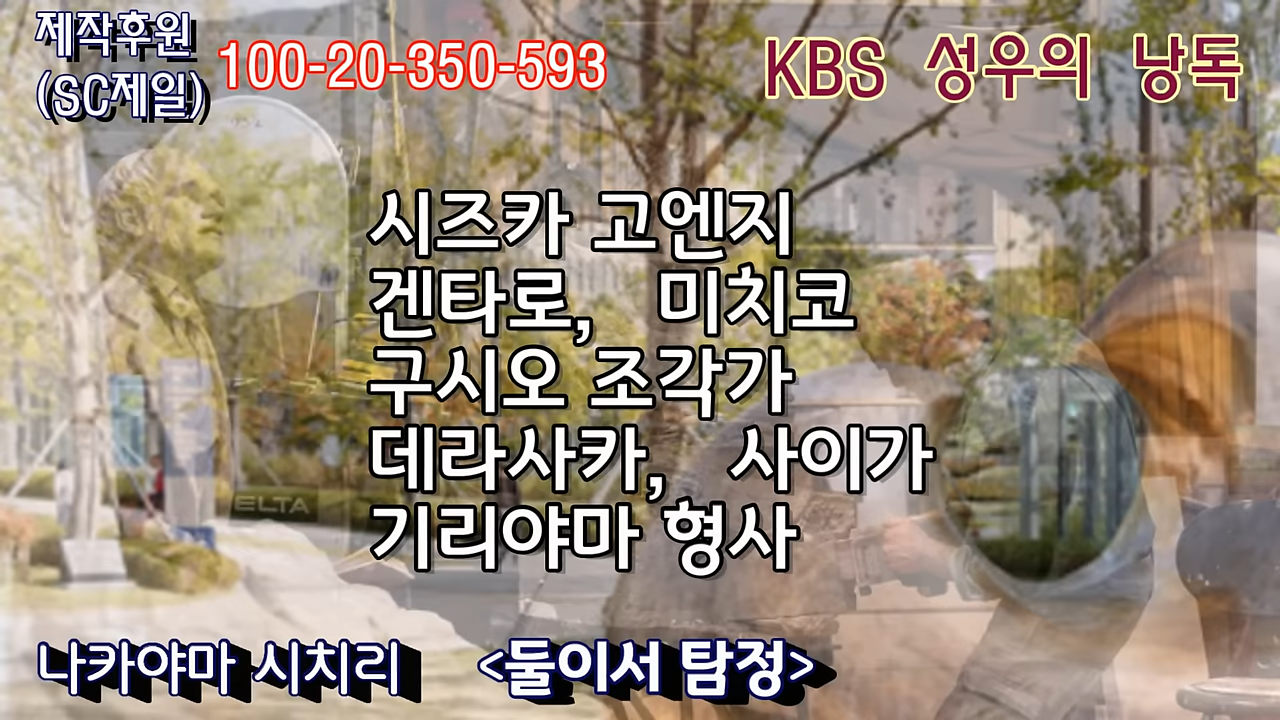 제작후원
(SC제일)
100-20-350-593
KBS 성우의 낭독
시즈카 고엔지
겐타로, 미치코
구시오 조각가
데라사카, 사이가
기리야마 형사
ELTA
나카야마 시치리 <둘이서 탐정>